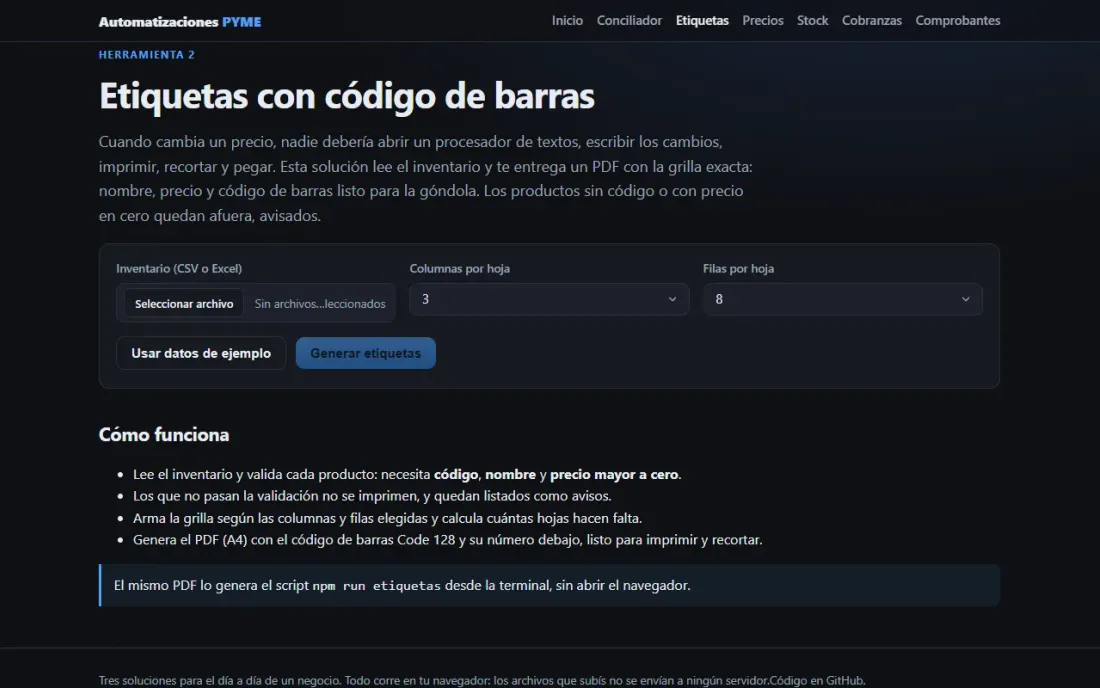 Automatizaciones PYME
Inicio Conciliador Etiquetas Precios Stock Cobranzas Comprobantes
HERRAMIENTA 2
Etiquetas con código de barras
Cuando cambia un precio, nadie debería abrir un procesador de textos, escribir los cambios,
imprimir, recortar y pegar. Esta solución lee el inventario y te entrega un PDF con la grilla exacta:
nombre, precio y código de barras listo para la góndola. Los productos sin código o con precio
en cero quedan afuera, avisados.
Inventario (CSV o Excel)
Seleccionar archivo Sin archivos...leccionados
Columnas por hoja
3
Filas por hoja
8
Usar datos de ejemplo
Generar etiquetas
Cómo funciona
Lee el inventario y valida cada producto: necesita código, nombre y precio mayor a cero.
Los que no pasan la validación no se imprimen, y quedan listados como avisos.
Arma la grilla según las columnas y filas elegidas y calcula cuántas hojas hacen falta.
Genera el PDF (A4) con el código de barras Code 128 y su número debajo, listo para imprimir y recortar.
El mismo PDF lo genera el script npm run etiquetas desde la terminal, sin abrir el navegador.
Tres soluciones para el día a día de un negocio. Todo corre en tu navegador: los archivos que subís no se envían a ningún servidor.Código en GitHub.